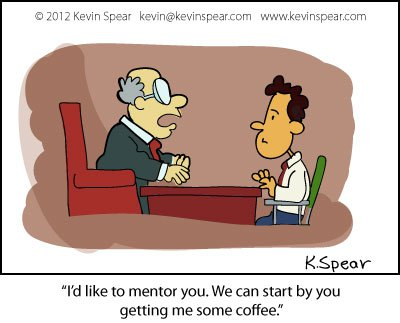 © 2012 Kevin Spear kevin@kevinspear.com www.kevinspear.com
K.Spear
“I’d like to mentor you. We can start by you
getting me some coffee.”